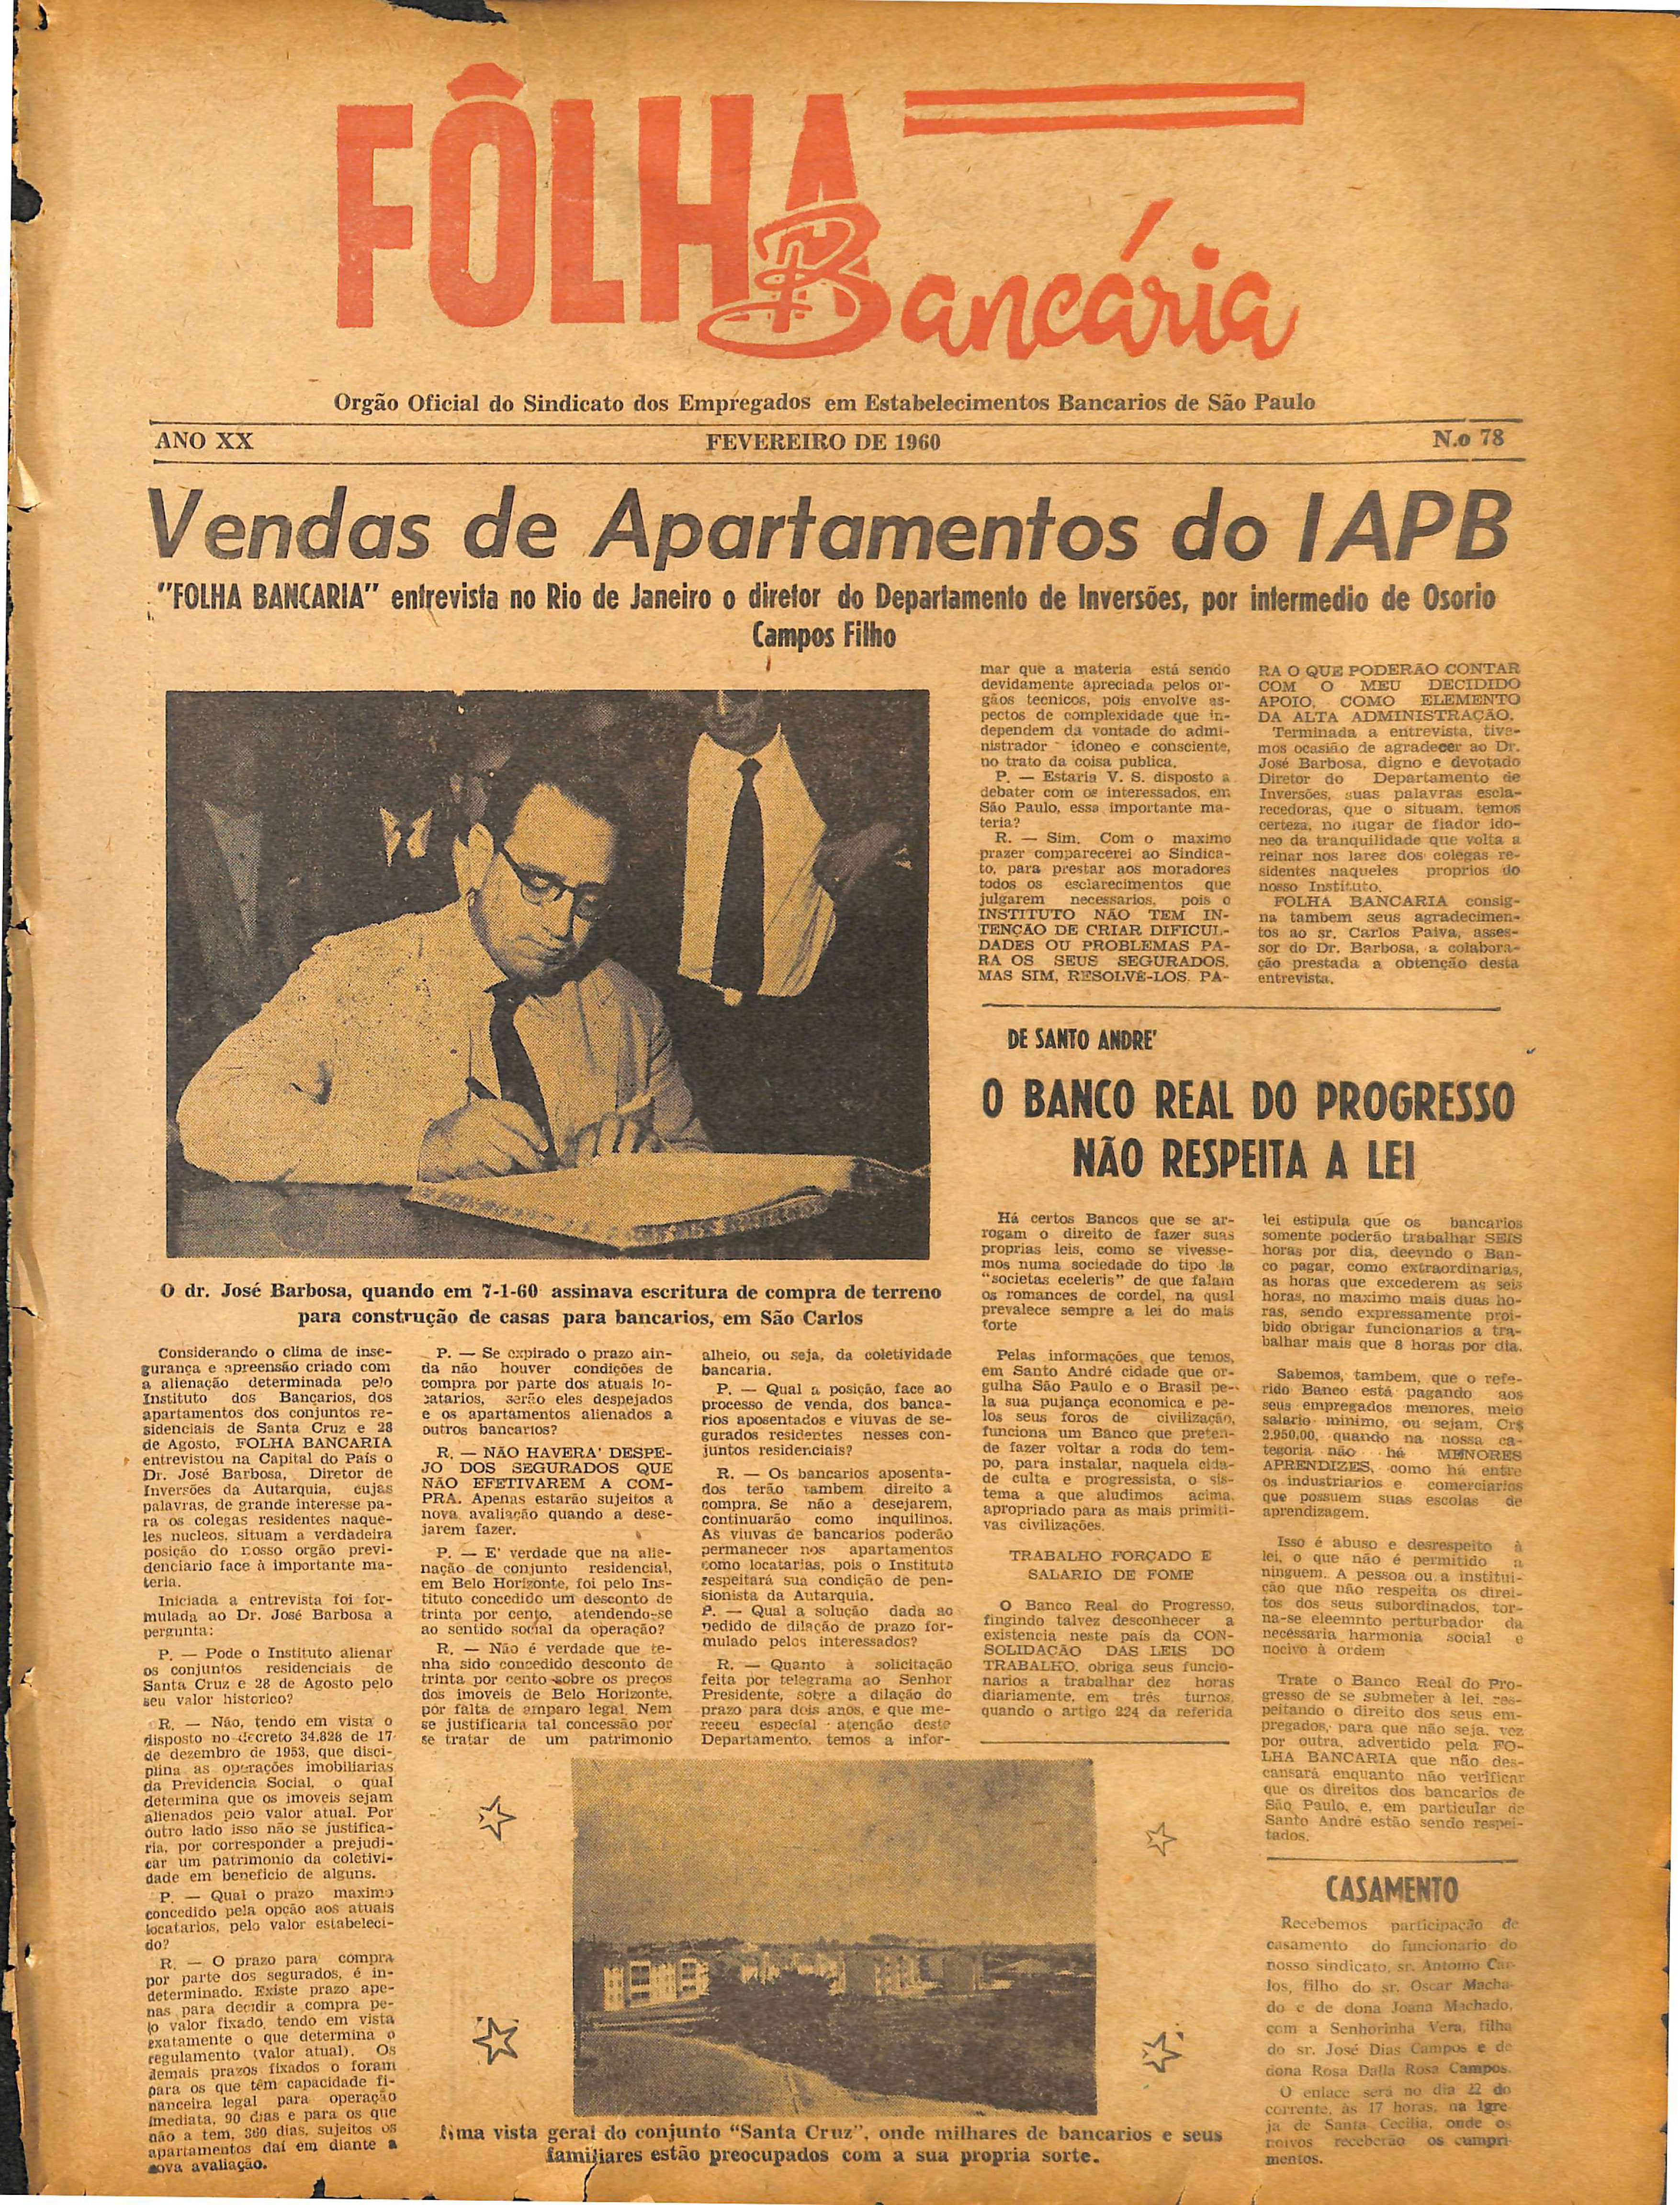 FÔLHA
Bancária
Orgão Oficial do Sindicato dos Empregados em Estabelecimentos Bancarios de São Paulo
ANO XX FEVEREIRO DE 1960 N.o 78
Vendas de Apartamentos do IAPB
"FOLHA BANCARIA" entrevista no Rio de Janeiro o diretor do Departamento de Inversões, por intermedio de Osorio
Campos Filho
O dr. José Barbosa, quando em 7-1-60 assinava escritura de compra de terreno
para construção de casas para bancarios, em São Carlos
Considerando o clima de inse-
gurança e apreensão criado com
a alienação determinada pelo
Instituto dos Bancarios, dos
apartamentos dos conjuntos re-
sidenciais de Santa Cruz e 28
de Agosto, FOLHA BANCARIA
entrevistou na Capital do País o
Dr. José Barbosa, Diretor de
Inversões da Autarquia, cujas
palavras, de grande interesse pa-
ra os colegas residentes naque-
les nucleos, situam a verdadeira
posição do nosso orgão previ-
denciario face à importante ma-
teria.
Iniciada a entrevista foi for-
mulada ao Dr. José Barbosa a
pergunta:
P. — Pode o Instituto alienar
os conjuntos residenciais de
Santa Cruz e 28 de Agosto pelo
seu valor historico?
R. — Não, tendo em vista o
disposto no decreto 34.828 de 17
de dezembro de 1953, que disci-
plina as operações imobiliarias
da Previdencia Social, o qual
determina que os imoveis sejam
alienados pelo valor atual. Por
outro lado isso não se justifica-
ria, por corresponder a prejudi-
car um patrimonio da coletivi-
dade em beneficio de alguns.
P. — Qual o prazo maximo
concedido pela opção aos atuais
locatarios, pelo valor estabeleci-
do?
R. — O prazo para compra
por parte dos segurados, é in-
determinado. Existe prazo ape-
nas para decidir a compra pe-
lo valor fixado, tendo em vista
exatamente o que determina o
regulamento (valor atual). Os
demais prazos fixados o foram
para os que têm capacidade fi-
nanceira legal para operação
imediata, 90 dias e para os que
não a tem, 360 dias, sujeitos os
apartamentos daí em diante a
nova avaliação.
P. — Se expirado o prazo ain-
da não houver condições de
compra por parte dos atuais lo-
catarios, serão eles despejados
e os apartamentos alienados a
outros bancarios?
R. — NÃO HAVERA' DESPE-
JO DOS SEGURADOS QUE
NÃO EFETIVAREM A COM-
PRA. Apenas estarão sujeitos a
nova avaliação quando a dese-
jarem fazer.
P. — E' verdade que na alie-
nação de conjunto residencial,
em Belo Horizonte, foi pelo Ins-
tituto concedido um desconto de
trinta por cento, atendendo-se
ao sentido social da operação?
R. — Não é verdade que te-
nha sido concedido desconto de
trinta por cento sobre os preços
dos imoveis de Belo Horizonte,
por falta de amparo legal. Nem
se justificaria tal concessão por
se tratar de um patrimonio
alheio, ou seja, da coletividade
bancaria.
P. — Qual a posição, face ao
processo de venda, dos banca-
rios aposentados e viuvas de se-
gurados residentes nesses con-
juntos residenciais?
R. — Os bancarios aposenta-
dos terão tambem direito a
compra. Se não a desejarem,
continuarão como inquilinos.
As viuvas de bancarios poderão
permanecer nos apartamentos
como locatarias, pois o Instituto
respeitará sua condição de pen-
sionista da Autarquia.
P. — Qual a solução dada ao
pedido de dilação de prazo for-
mulado pelos interessados?
R. — Quanto à solicitação
feita por telegrama ao Senhor
Presidente, sobre a dilação do
prazo para dois anos, e que me-
receu especial atenção deste
Departamento, temos a infor-
mar que a materia está sendo
devidamente apreciada pelos or-
gãos tecnicos, pois envolve as-
pectos de complexidade que in-
dependem da vontade do admi-
nistrador idoneo e consciente,
no trato da coisa publica.
P. — Estaria V. S. disposto a
debater com os interessados, em
São Paulo, essa importante ma-
teria?
R. — Sim. Com o maximo
prazer comparecerei ao Sindica-
to, para prestar aos moradores
todos os esclarecimentos que
julgarem necessarios, pois o
INSTITUTO NÃO TEM IN-
TENÇÃO DE CRIAR DIFICUL-
DADES OU PROBLEMAS PA-
RA OS SEUS SEGURADOS.
MAS SIM, RESOLVÊ-LOS. PA-
RA O QUE PODERÃO CONTAR
COM O MEU DECIDIDO
APOIO, COMO ELEMENTO
DA ALTA ADMINISTRAÇÃO.
Terminada a entrevista, tive-
mos ocasião de agradecer ao Dr.
José Barbosa, digno e devotado
Diretor do Departamento de
Inversões, suas palavras escla-
recedoras, que o situam, temos
certeza, no lugar de fiador ido-
neo da tranquilidade que volta a
reinar nos lares dos colegas re-
sidentes naqueles proprios do
nosso Instituto.
FOLHA BANCARIA consig-
na tambem seus agradecimen-
tos ao sr. Carlos Paiva, asses-
sor do Dr. Barbosa, a colabora-
ção prestada a obtenção desta
entrevista.
DE SANTO ANDRE'
O BANCO REAL DO PROGRESSO
NÃO RESPEITA A LEI
Há certos Bancos que se ar-
rogam o direito de fazer suas
proprias leis, como se vivesse-
mos numa sociedade do tipo la
"societas eceleris" de que falam
os romances de cordel, na qual
prevalece sempre a lei do mais
forte
Pelas informações que temos,
em Santo André cidade que or-
gulha São Paulo e o Brasil pe-
la sua pujança economica e pe-
los seus foros de civilização,
funciona um Banco que preten-
de fazer voltar a roda do tem-
po, para instalar, naquela cida-
de culta e progressista, o sis-
tema a que aludimos acima.
apropriado para as mais primiti-
vas civilizações.
TRABALHO FORÇADO E
SALARIO DE FOME
O Banco Real do Progresso,
fingindo talvez desconhecer a
existencia neste país da CON-
SOLIDAÇÃO DAS LEIS DO
TRABALHO, obriga seus funcio-
narios a trabalhar dez horas
diariamente, em três turnos,
quando o artigo 224 da referida
lei estipula que os bancarios
somente poderão trabalhar SEIS
horas por dia, deevndo o Ban-
co pagar, como extraordinarias,
as horas que excederem as seis
horas, no maximo mais duas ho-
ras, sendo expressamente proi-
bido obrigar funcionarios a tra-
balhar mais que 8 horas por dia.
Sabemos, tambem, que o refe-
rido Banco está pagando aos
seus empregados menores, meio
salario minimo, ou sejam, Cr$
2.950,00, quando na nossa ca-
tegoria não há MENORES
APRENDIZES, como há entre
os industriarios e comerciarios
que possuem suas escolas de
aprendizagem.
Isso é abuso e desrespeito à
lei, o que não é permitido a
ninguem. A pessoa ou a institui-
ção que não respeita os direi-
tos dos seus subordinados, tor-
na-se eleemnto perturbador da
necessaria harmonia social e
nocivo à ordem
Trate o Banco Real do Pro-
gresso de se submeter à lei, res-
peitando o direito dos seus em-
pregados, para que não seja, vez
por outra, advertido pela FO-
LHA BANCARIA que não des-
cansará enquanto não verificar
que os direitos dos bancarios de
São Paulo, e, em particular de
Santo André estão sendo respei-
tados.
CASAMENTO
Recebemos participação de
casamento do funcionario do
nosso sindicato, sr. Antonio Car-
los, filho do sr. Oscar Macha-
do e de dona Joana Machado,
com a Senhorinha Vera, filha
do sr. José Dias Campos e de
dona Rosa Dalla Rosa Campos.
O enlace será no dia 22 do
corrente, às 17 horas, na Igre-
ja de Santa Cecilia, onde os
noivos receberão os cumpri-
mentos.
Uma vista geral do conjunto "Santa Cruz", onde milhares de bancarios e seus
familiares estão preocupados com a sua propria sorte.